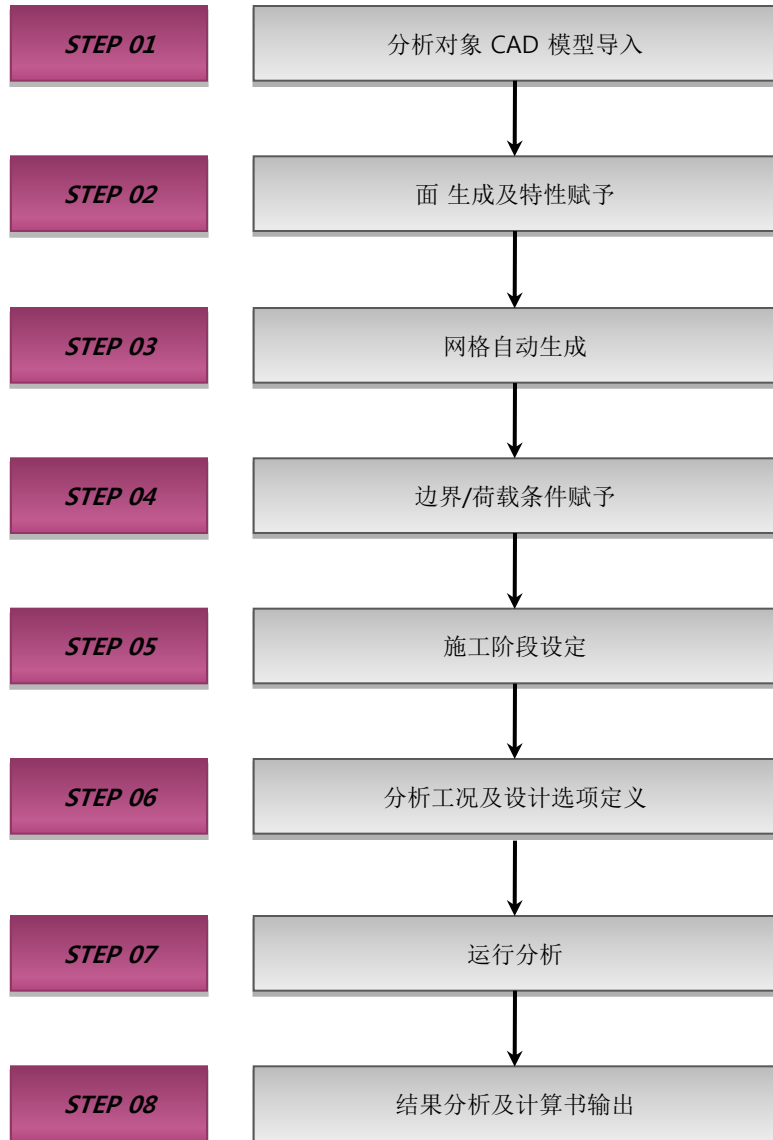 STEP 01
分析对象 CAD 模型导入
STEP 02
面 生成及特性赋予
STEP 03
网格自动生成
STEP 04
边界/荷载条件赋予
STEP 05
施工阶段设定
STEP 06
分析工况及设计选项定义
STEP 07
运行分析
STEP 08
结果分析及计算书输出